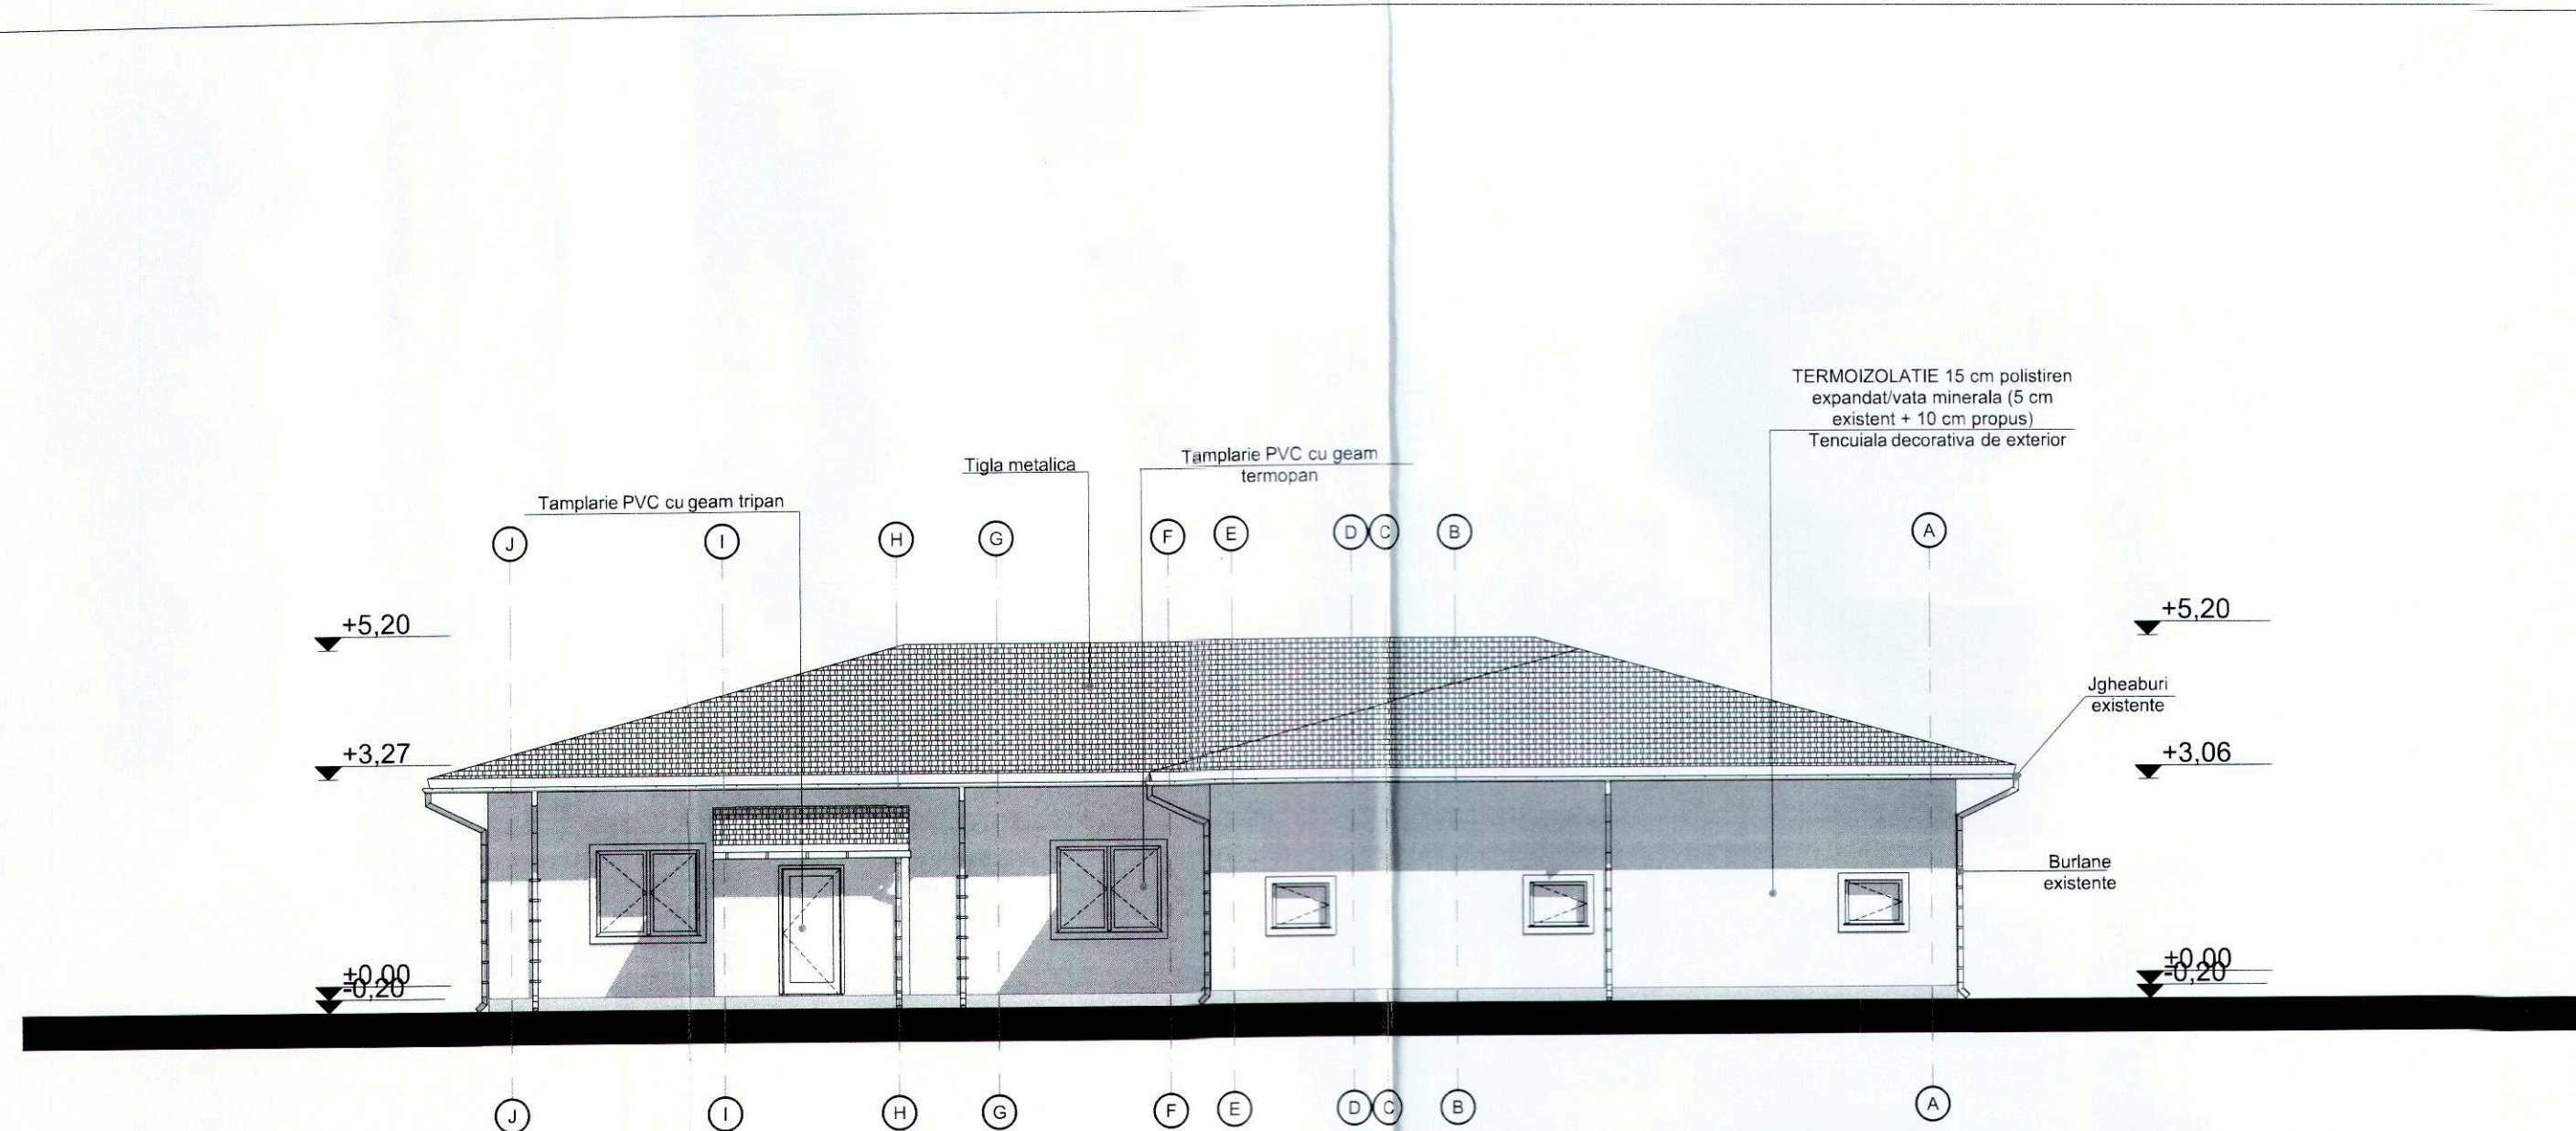 TERMOIZOLATIE 15 cm polistiren
expandat/vata minerala (5 cm
existent + 10 cm propus)
Tencuiala decorativa de exterior
Tamplarie PVC cu geam
termopan
Tigla metalica
Tamplarie PVC cu geam tripan
J I H G F E D C B A
+5,20
+5,20
Jgheaburi
existente
+3,27
+3,06
Burlane
existente
±0,00
-0,20
±0,00
-0,20
J I H G F E D C B A